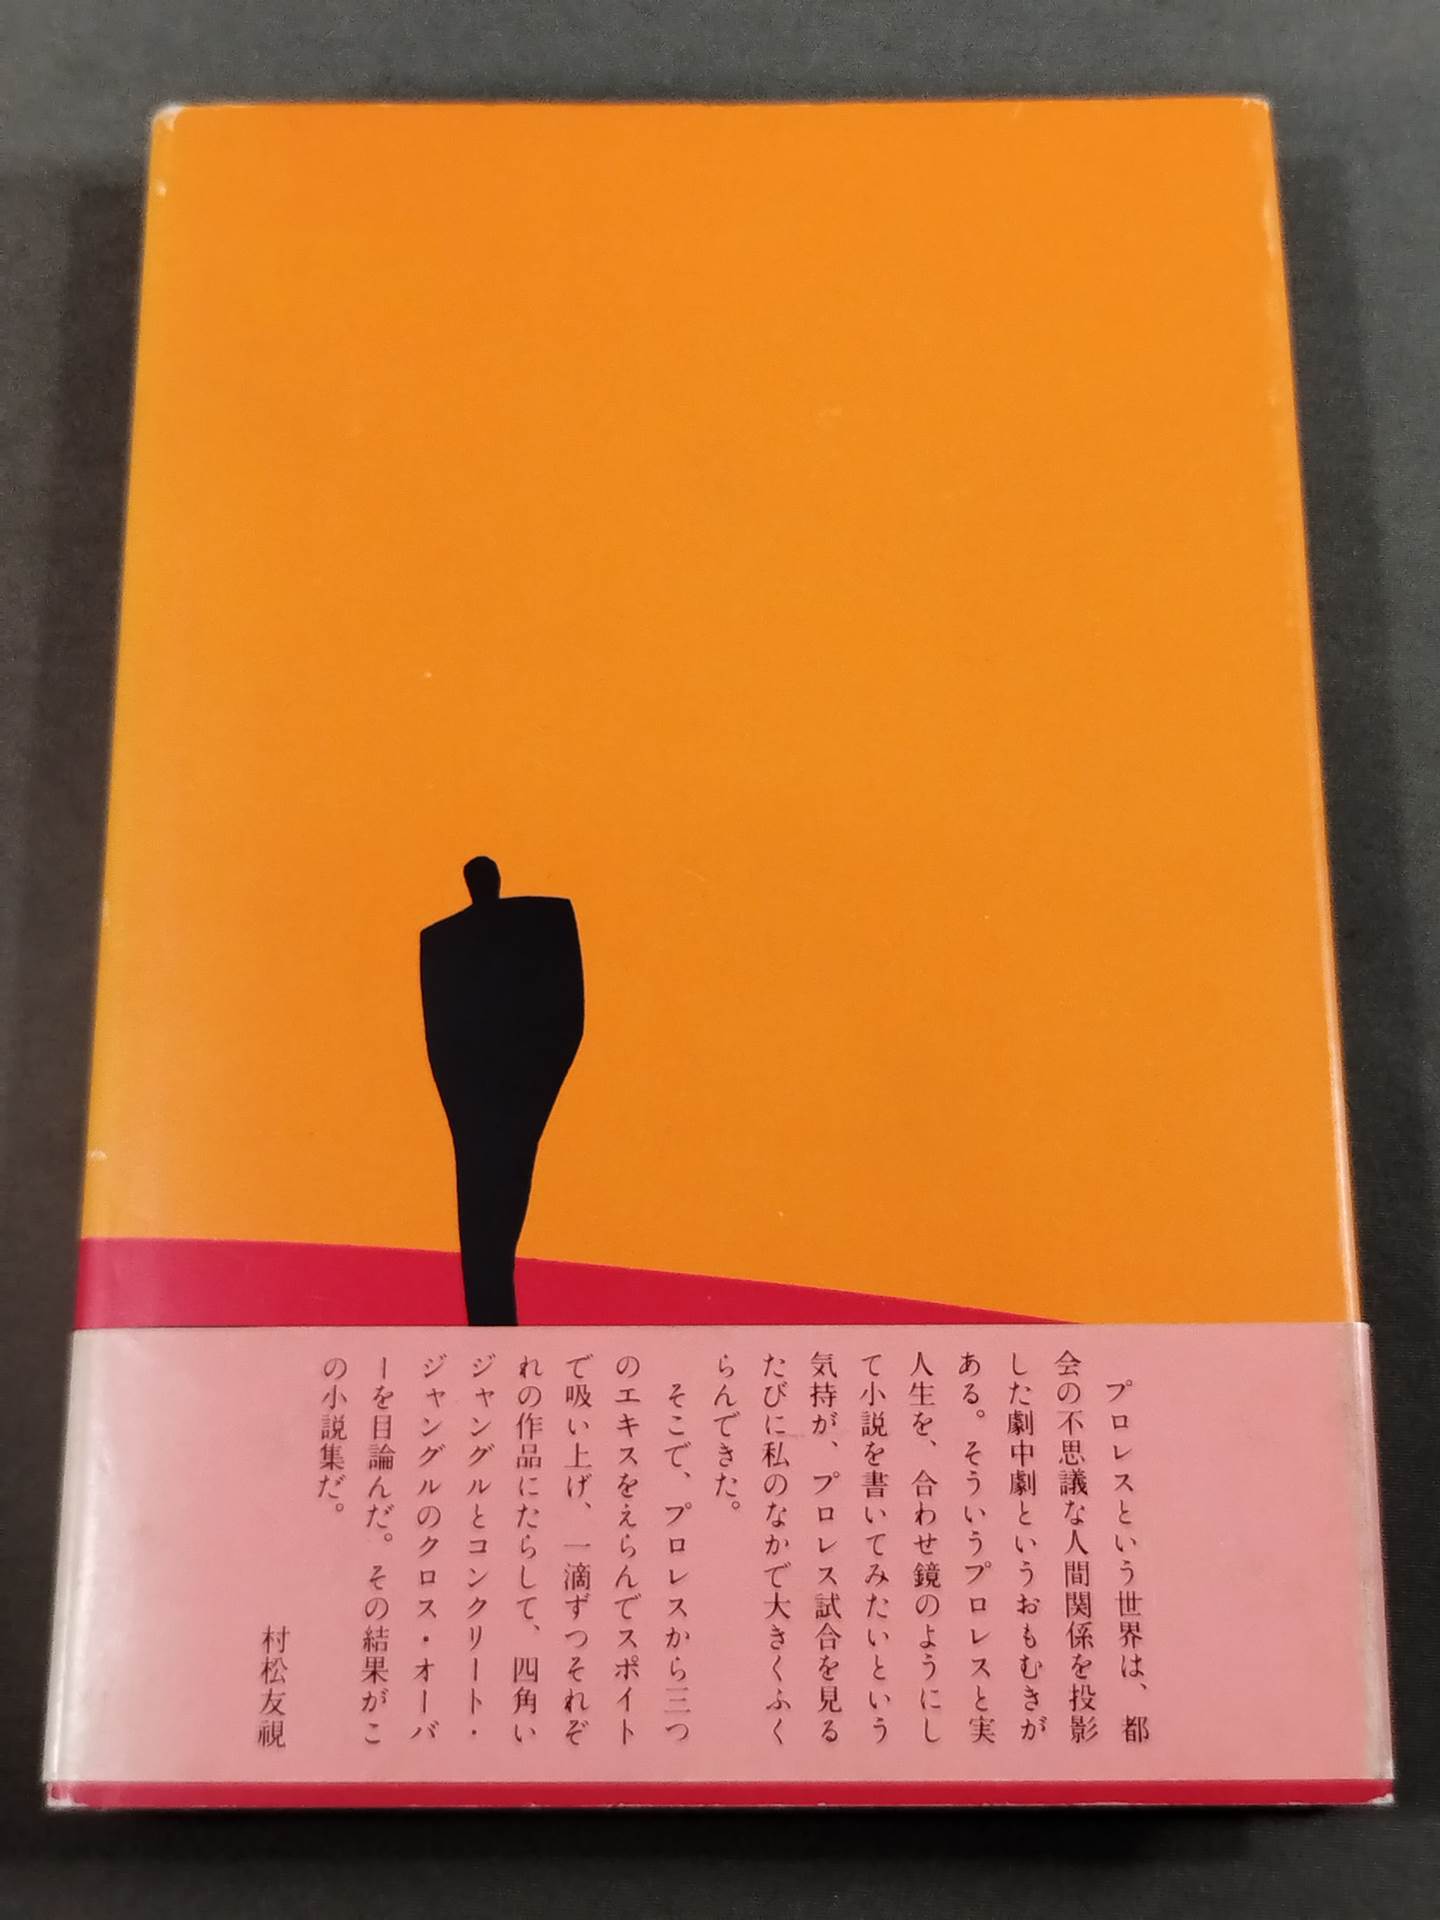 プロレスという世界は、都
会の不思議な人間関係を投影
した劇中劇というおもむきが
ある。そういうプロレスと実
人生を、合わせ鏡のようにし
て小説を書いてみたいという
気持が、プロレス試合を見る
たびに私のなかで大きくふく
らんできた。
そこで、プロレスから三つ
のエキスをえらんでスポイト
で吸い上げ、一滴ずつそれぞ
れの作品にたらして、四角い
ジャングルとコンクリート・
ジャングルのクロス・オーバ
ーを目論んだ。その結果がこ
の小説集だ。
村松友視